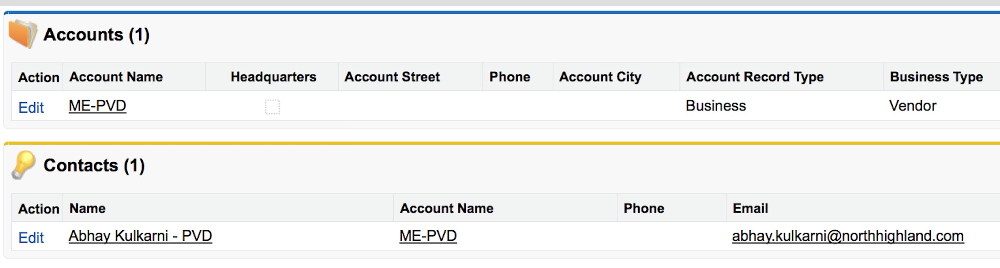 Accounts (1)
Action Account Name Headquarters Account Street Phone Account City Account Record Type Business Type
Edit ME-PVD Business Vendor
Contacts (1)
Action Name Account Name Phone Email
Edit Abhay Kulkarni - PVD ME-PVD abhay.kulkarni@northhighland.com